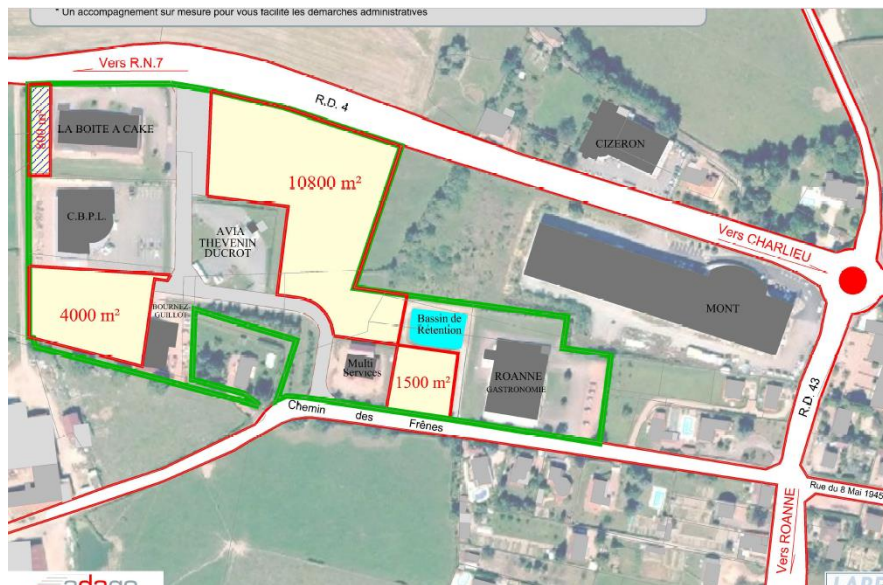 * Un accompagnement sur mesure pour vous facilité les démarches administratives
Vers R.N.7
R.D. 4
LA BOITE A CAKE
800 m²
CIZERON
10800 m²
C.B.P.L.
AVIA
THEVENIN
DUCROT
Vers CHARLIEU
MONT
4000 m²
BOURNEZ
GUILLOT
Bassin de
Rétention
Multi
Services
1500 m²
ROANNE
GASTRONOMIE
R.D. 43
Chemin des Frênes
Rue du 8 Mai 1945
Vers ROANNE